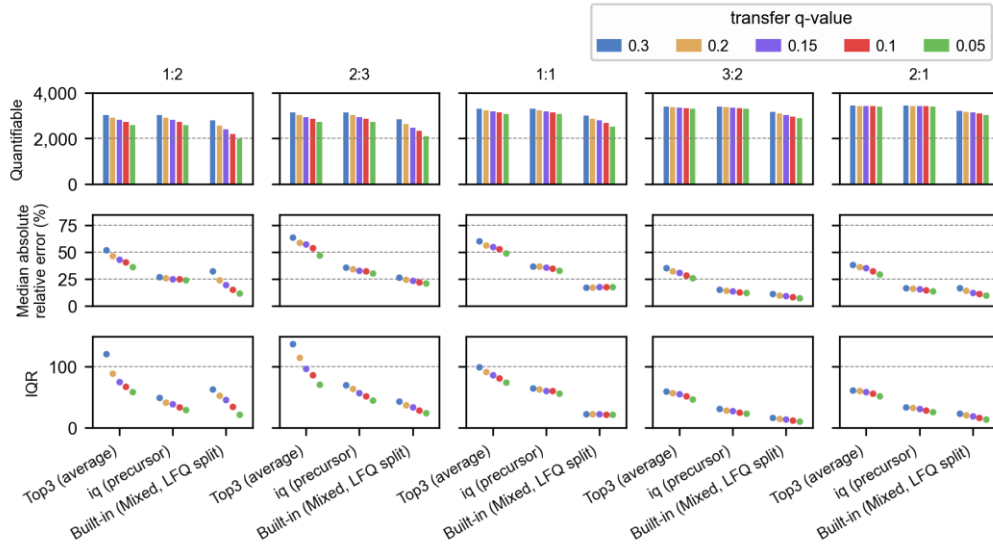 transfer q-value
0.3 0.2 0.15 0.1 0.05
1:2 2:3 1:1 3:2 2:1
Quantifiable
4,000
2,000
0
Median absolute
relative error (%)
75
50
25
0
IQR
100
0
Top3 (average) iq (precursor) Built-in (Mixed, LFQ split)
Top3 (average) iq (precursor) Built-in (Mixed, LFQ split)
Top3 (average) iq (precursor) Built-in (Mixed, LFQ split)
Top3 (average) iq (precursor) Built-in (Mixed, LFQ split)
Top3 (average) iq (precursor) Built-in (Mixed, LFQ split)